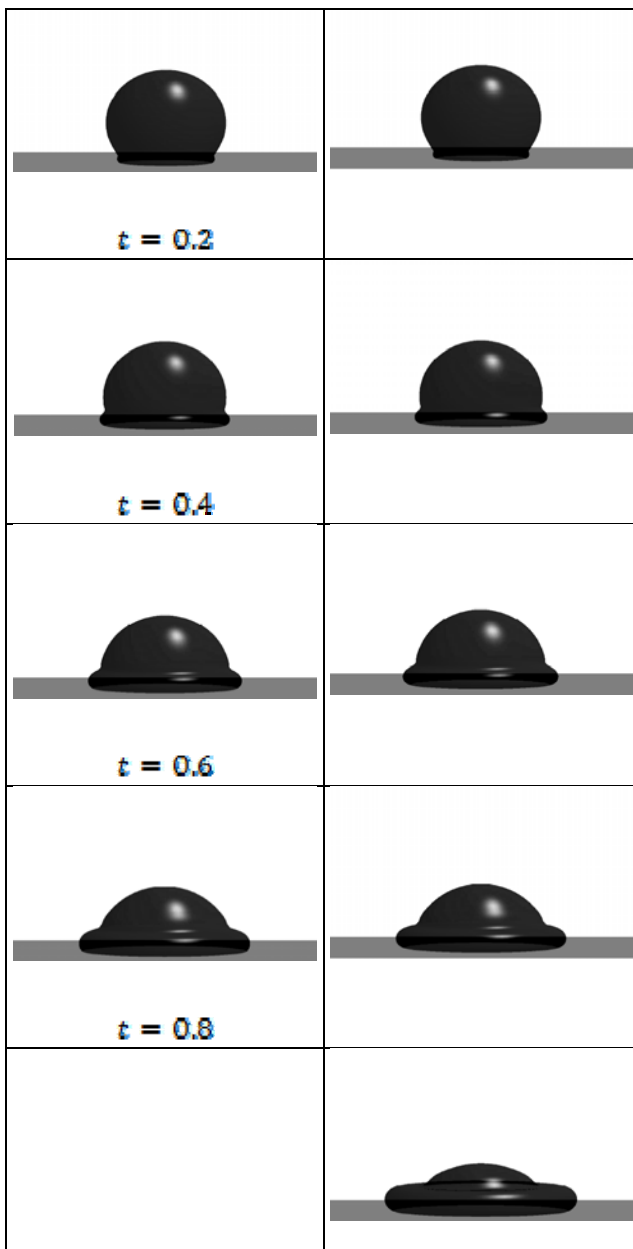 t = 0.2
t = 0.4
t = 0.6
t = 0.8